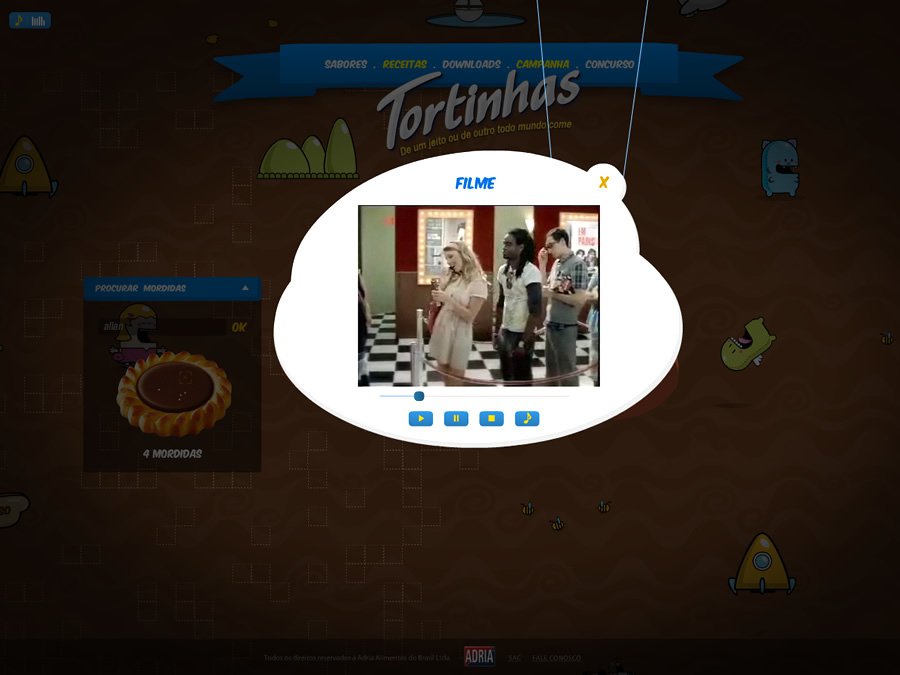 SABORES . RECEITAS . DOWNLOADS . CAMPANHA . CONCURSO
Tortinhas
De um jeito ou de outro todo mundo come
FILME
X
PROCURAR MORDIDAS
allan
OK
4 MORDIDAS
Todos os direitos reservados à Adria Alimentos do Brasil Ltda.
ADRIA
SAC
FALE CONOSCO